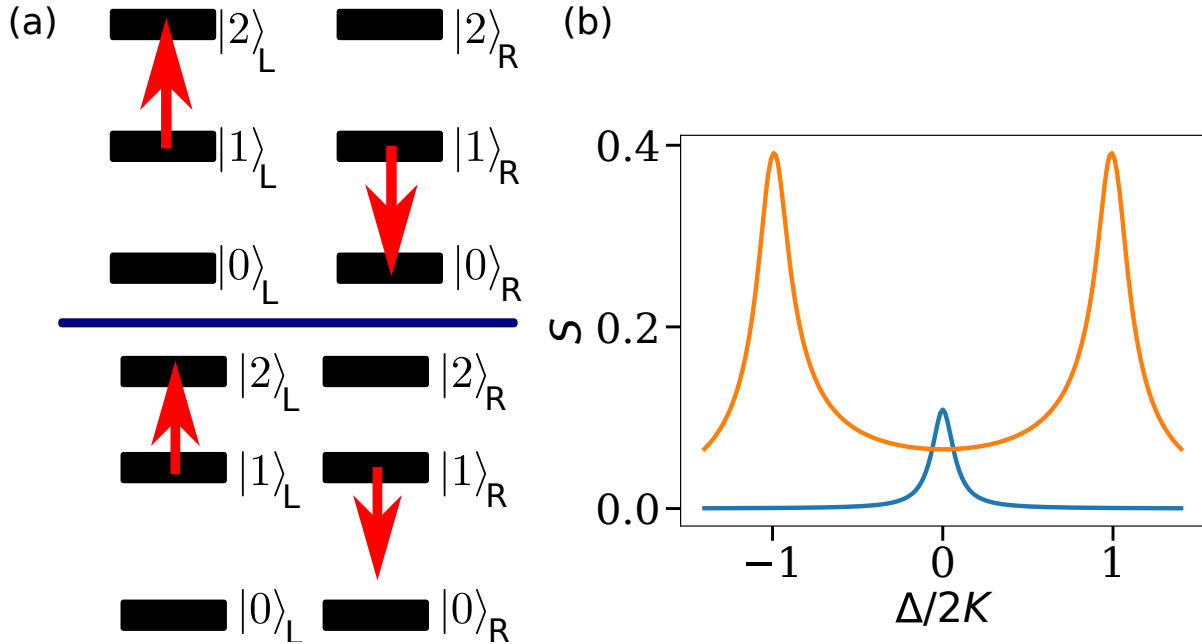 (a)
|2⟩L |2⟩R
|1⟩L |1⟩R
|0⟩L |0⟩R
|2⟩L |2⟩R
|1⟩L |1⟩R
|0⟩L |0⟩R
(b)
0.4
0.2
0.0
S
−1 0 1
Δ/2K